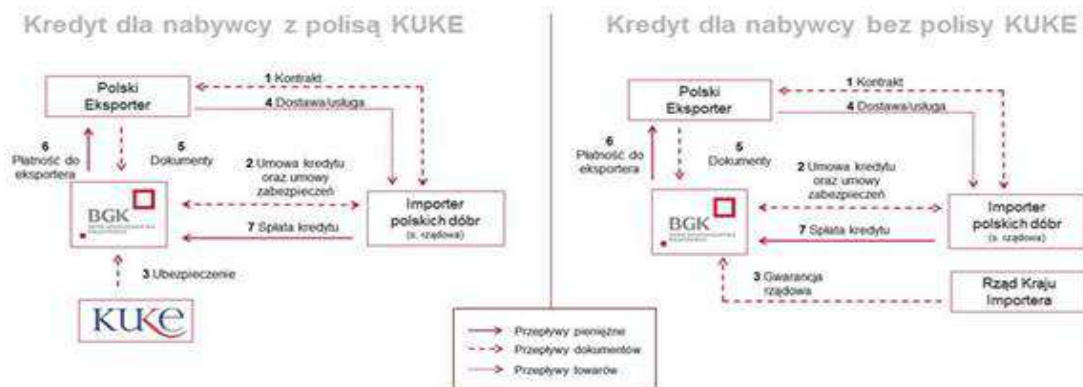 Kredyt dla nabywcy z polisą KUKE
Polski
Eksporter
1 Kontrakt
4 Dostawa/usługa
6
Płatność do
eksportera
5
Dokumenty
2 Umowa kredytu
oraz umowy
zabezpieczeń
BGK
Importer
polskich dóbr
(s. rządowa)
7 Spłata kredytu
3 Ubezpieczenie
KUKE
Kredyt dla nabywcy bez polisy KUKE
Polski
Eksporter
1 Kontrakt
4 Dostawa/usługa
6
Płatność do
eksportera
5
Dokumenty
2 Umowa kredytu
oraz umowy
zabezpieczeń
BGK
Importer
polskich dóbr
(s. rządowa)
7 Spłata kredytu
3 Gwarancja
rządowa
Rząd Kraju
Importera
Przepływy pieniężne
Przepływy dokumentów
Przepływy towarów